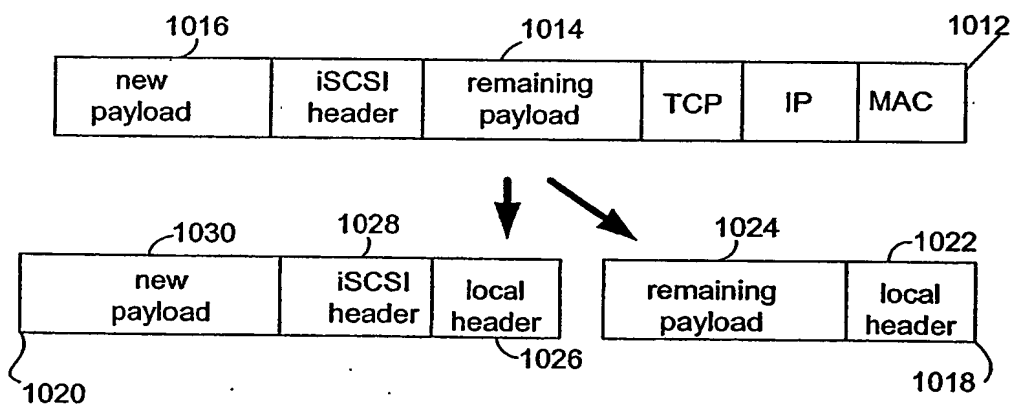 1016
1014
1012
new
payload
iSCSI
header
remaining
payload
TCP
IP
MAC
1030
1028
1024
1022
new
payload
iSCSI
header
local
header
remaining
payload
local
header
1026
1020
1018